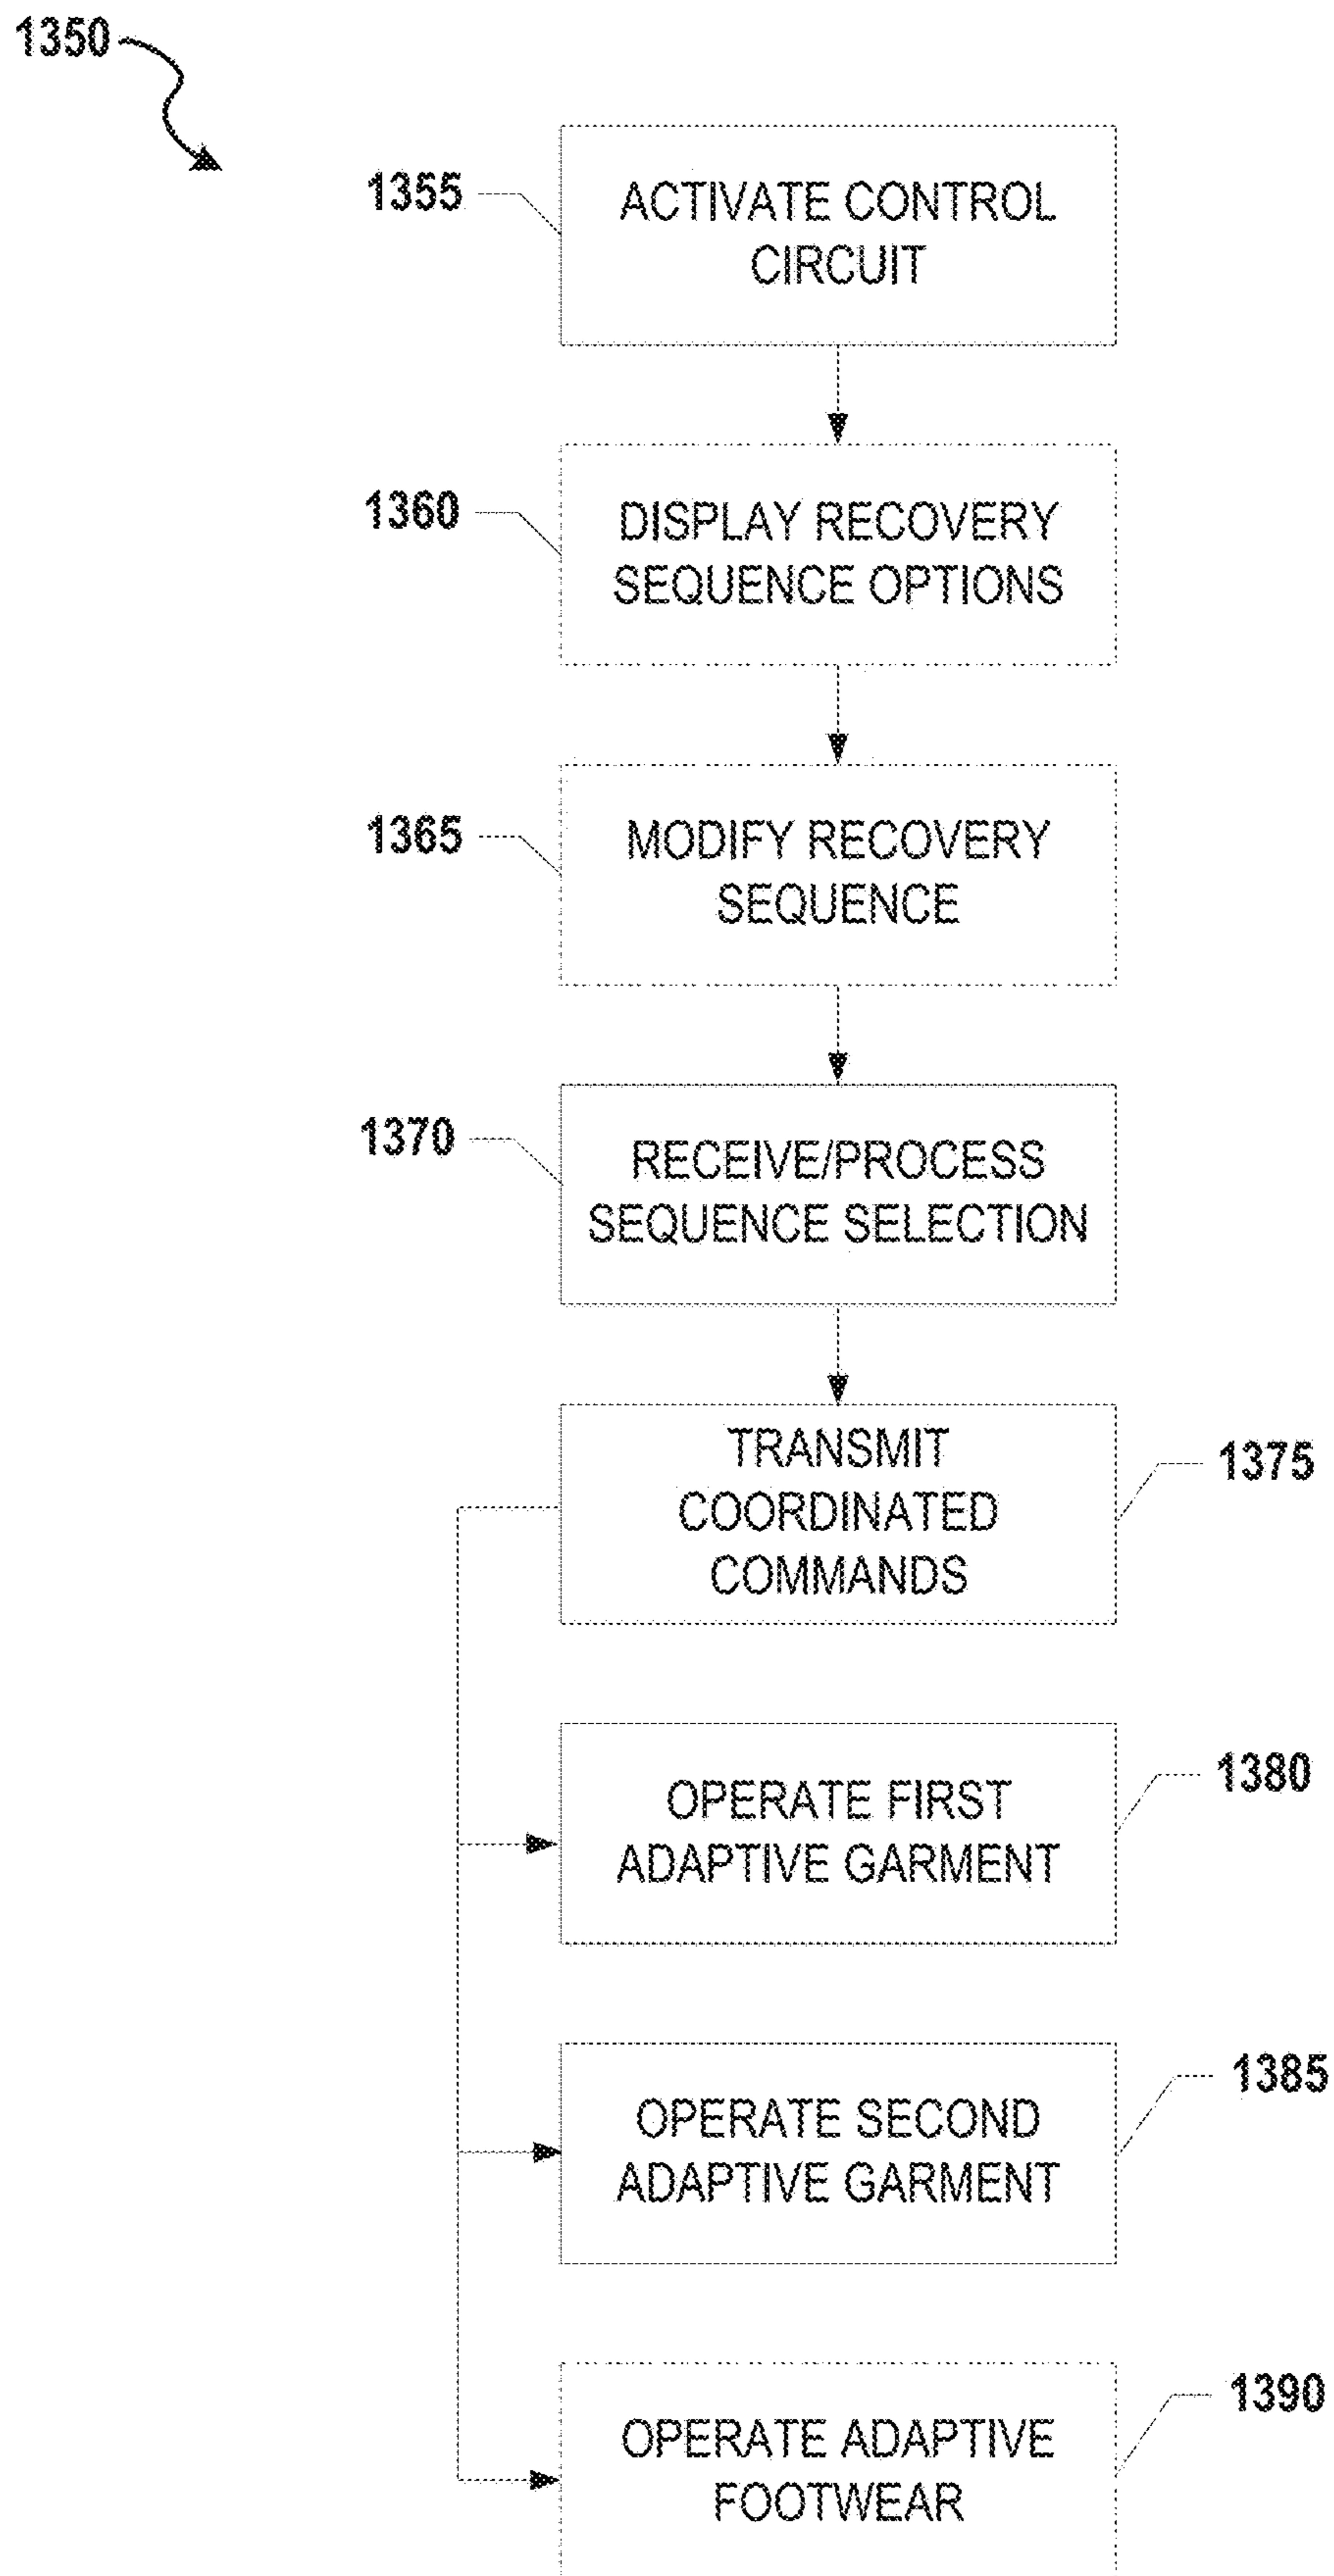 1350
1355
ACTIVATE CONTROL
CIRCUIT
1360
DISPLAY RECOVERY
SEQUENCE OPTIONS
1365
MODIFY RECOVERY
SEQUENCE
1370
RECEIVE/PROCESS
SEQUENCE SELECTION
TRANSMIT
COORDINATED
COMMANDS
1375
OPERATE FIRST
ADAPTIVE GARMENT
1380
OPERATE SECOND
ADAPTIVE GARMENT
1385
OPERATE ADAPTIVE
FOOTWEAR
1390